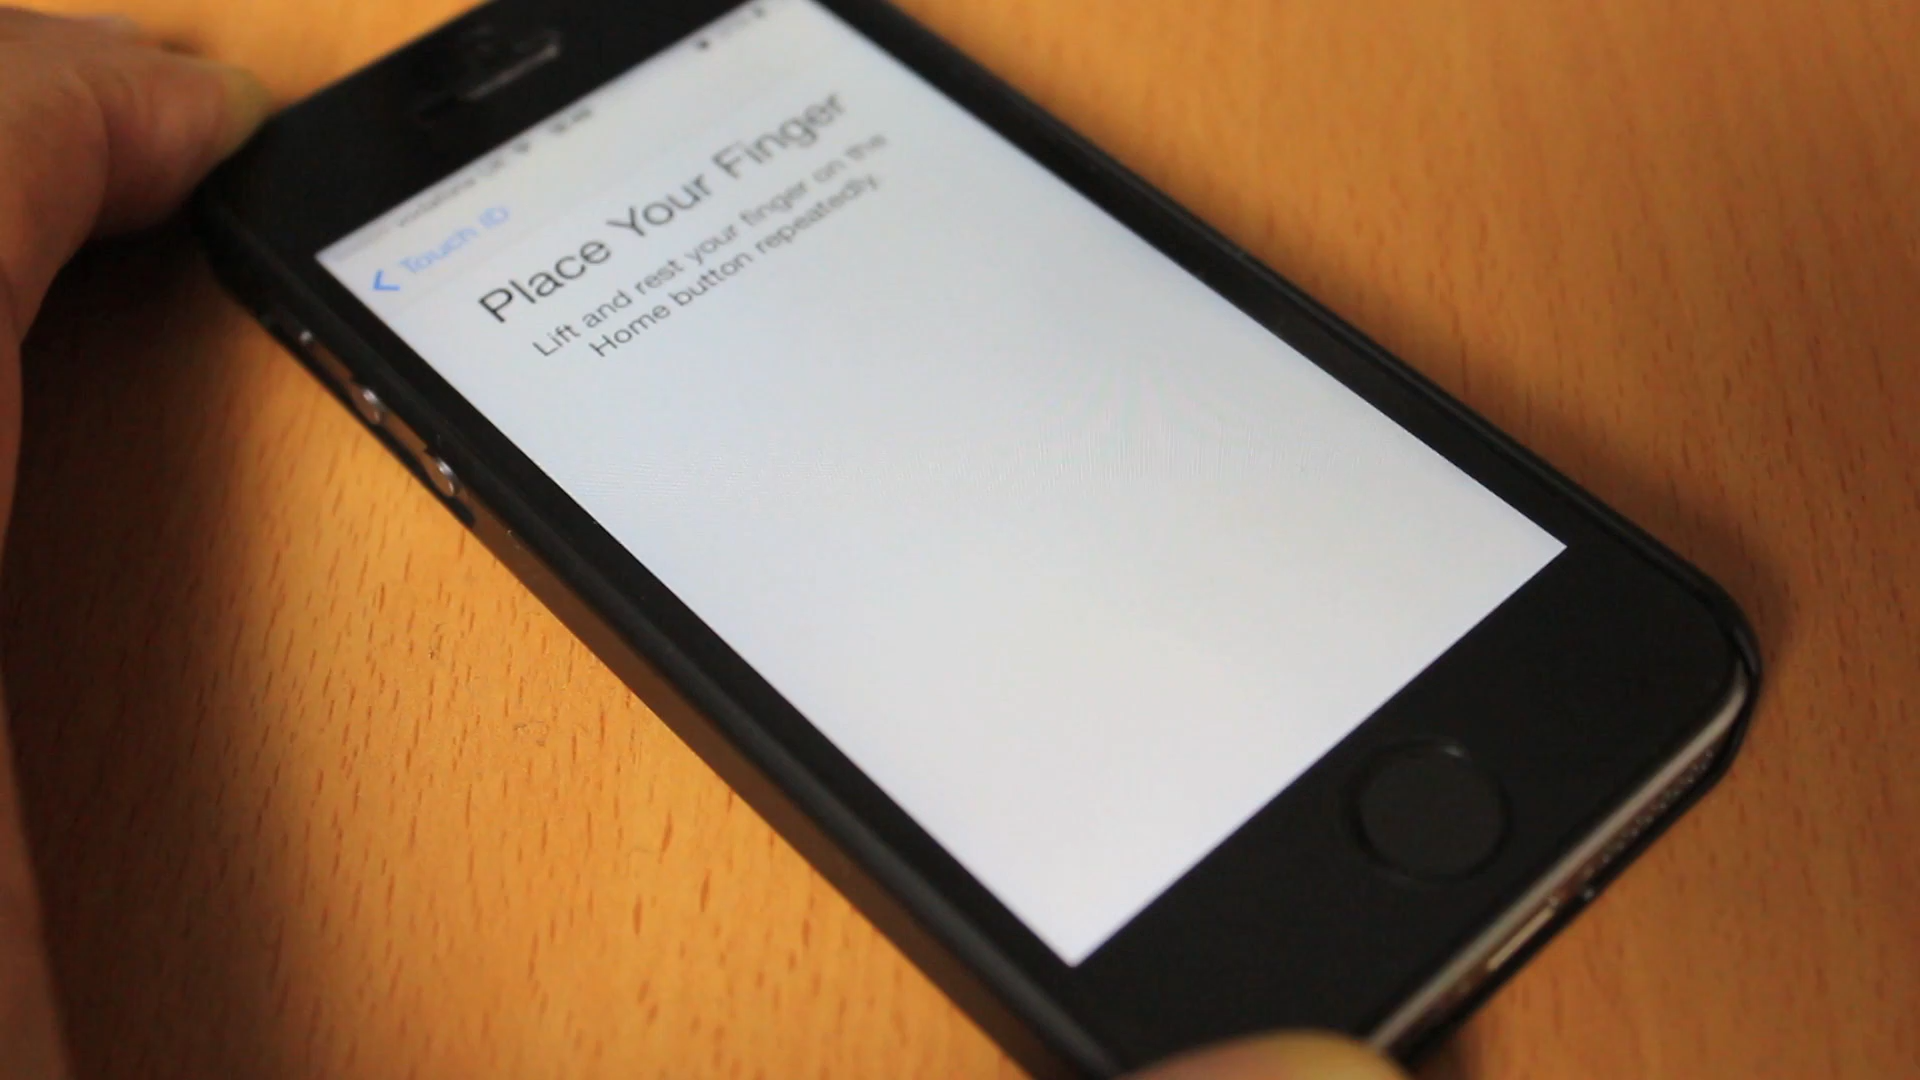 Touch ID
Place Your Finger
Lift and rest your finger on the
Home button repeatedly.